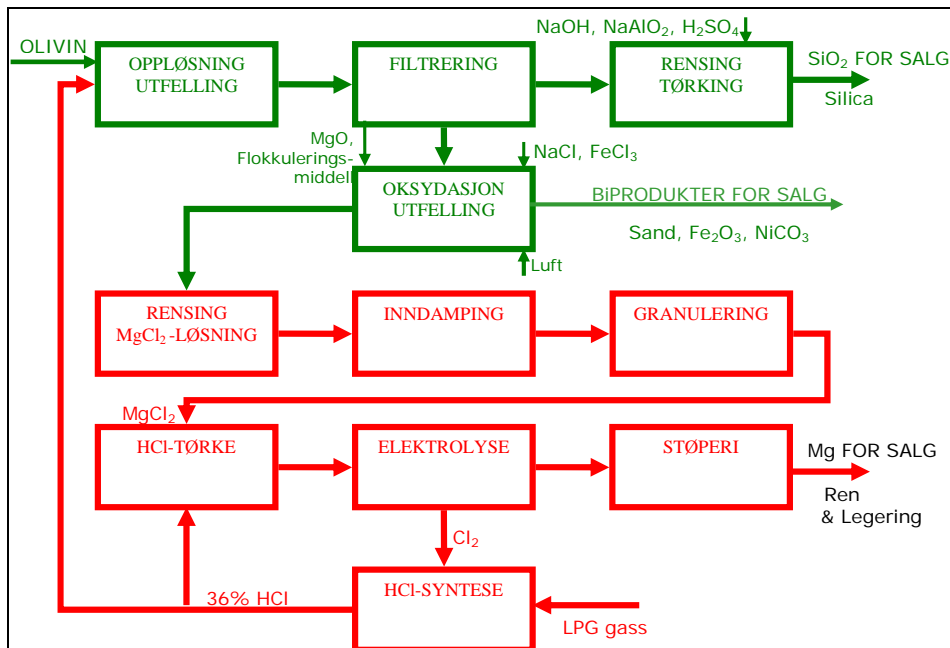 OLIVIN
OPPLØSNING
UTFELLING
FILTRERING
NaOH, NaAlO₂, H₂SO₄
RENSING
TØRKING
SiO₂ FOR SALG
Silica
MgO,
Flokkulerings-
middell
NaCl, FeCl₃
OKSYDASJON
UTFELLING
BiPRODUKTER FOR SALG
Sand, Fe₂O₃, NiCO₃
Luft
RENSING
MgCl₂-LØSNING
INNDAMPING
GRANULERING
MgCl₂
HCl-TØRKE
ELEKTROLYSE
STØPERI
Mg FOR SALG
Ren
& Legering
Cl₂
36% HCl
HCl-SYNTESE
LPG gass